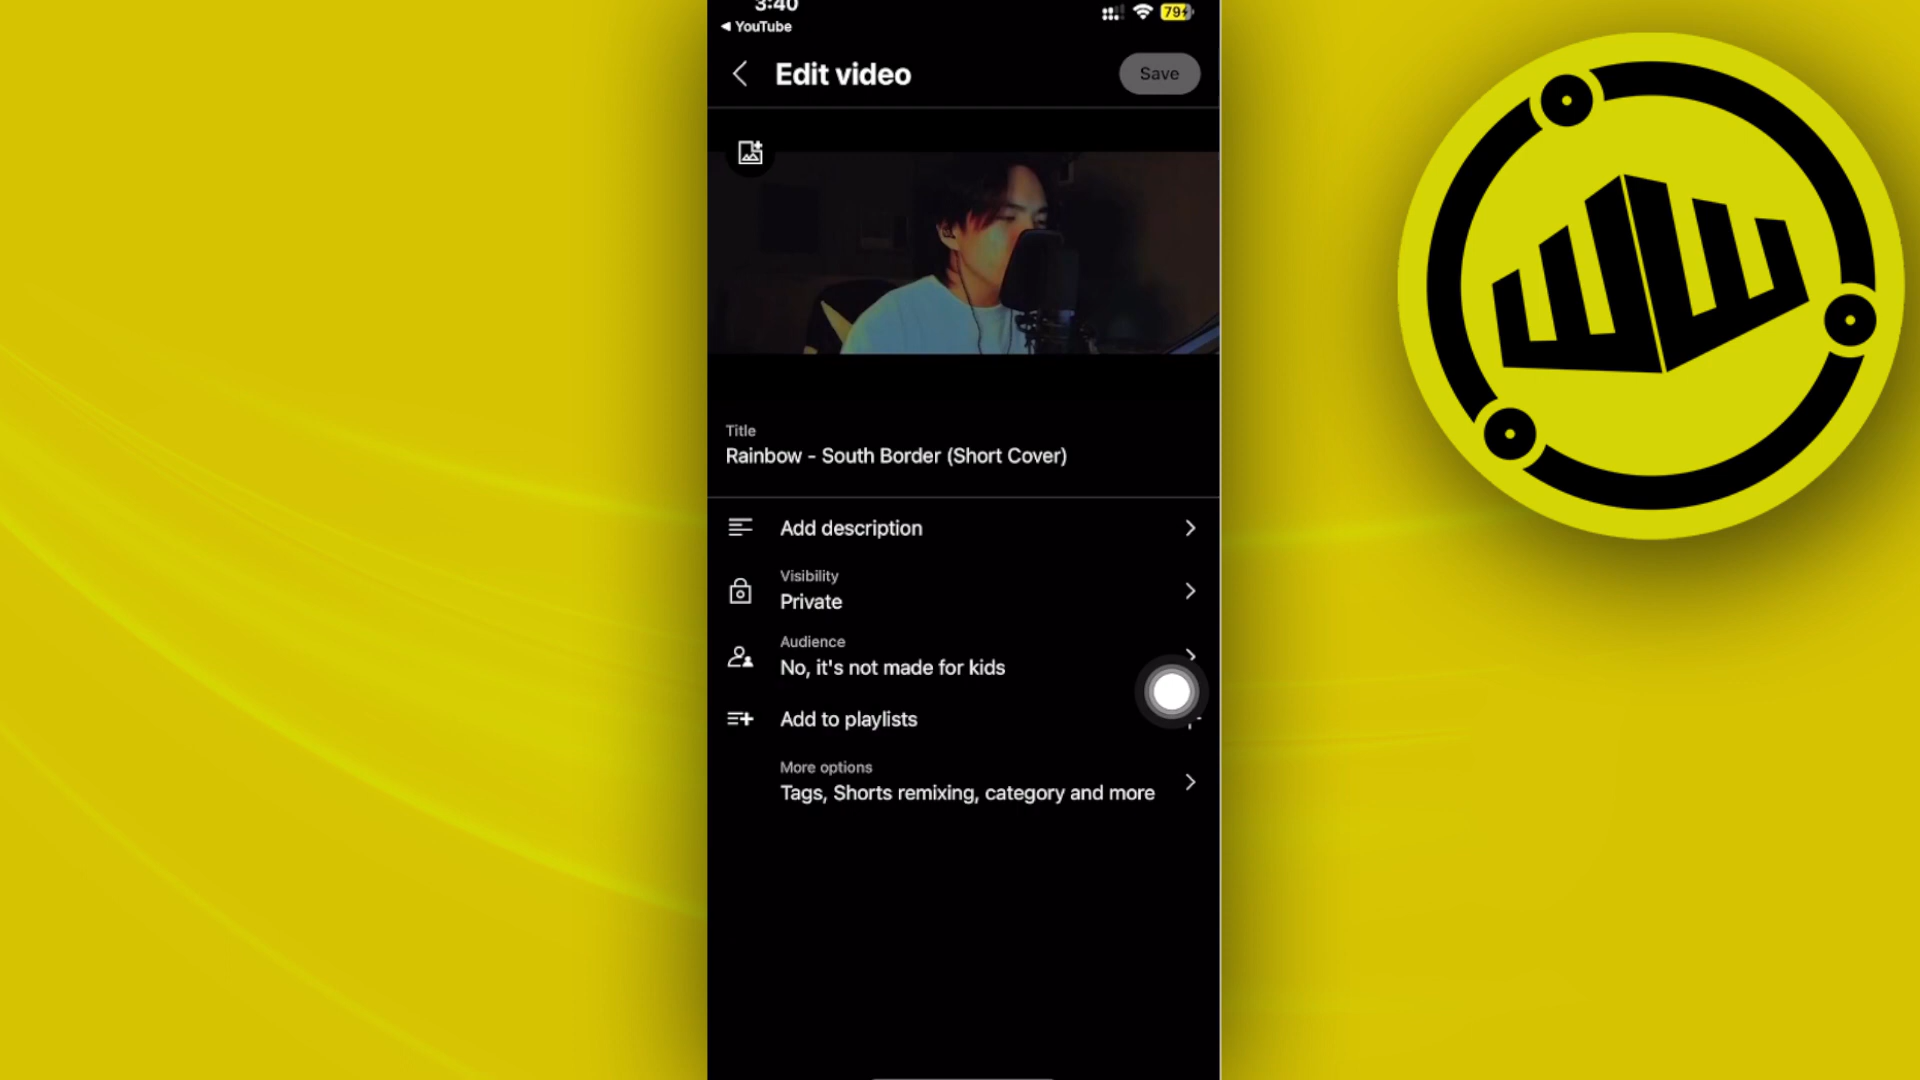 3:40
YouTube
79
Edit video
Save
Title
Rainbow - South Border (Short Cover)
Add description
Visibility
Private
Audience
No, it's not made for kids
Add to playlists
More options
Tags, Shorts remixing, category and more